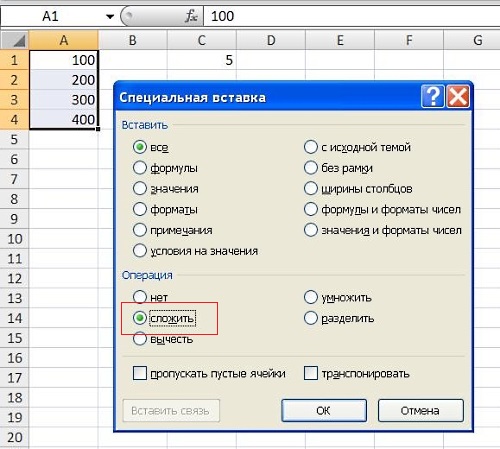 A1 fx 100
A B C D E F G
1 100 5
2 200
3 300
4 400
Специальная вставка
5
Вставить
6
все с исходной темой
7
формулы без рамки
8
значения ширины столбцов
9
форматы формулы и форматы чисел
10
примечания значения и форматы чисел
11
условия на значения
12
Операция
13
нет умножить
14
сложить разделить
15
вычесть
16
пропускать пустые ячейки транспонировать
17
18
Вставить связь ОК Отмена
19
20